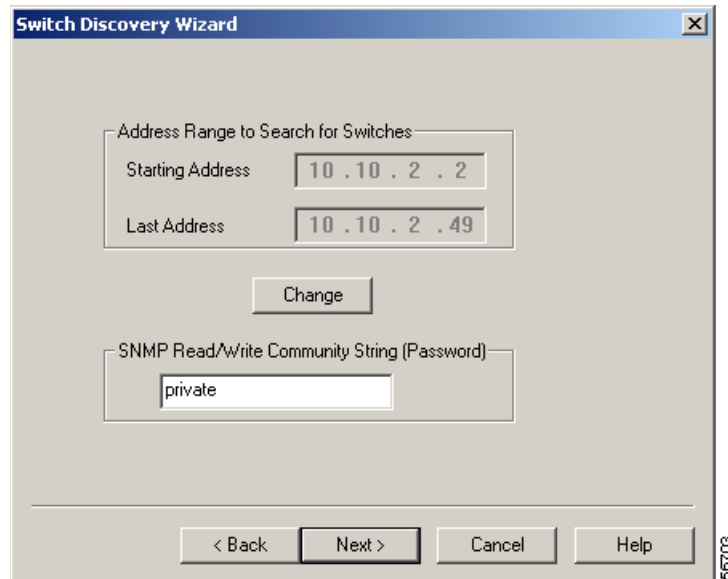 Switch Discovery Wizard
Address Range to Search for Switches
Starting Address 10 .10 . 2 . 2
Last Address 10 .10 . 2 .49
Change
SNMP Read/Write Community String (Password)
private
< Back Next > Cancel Help
56703